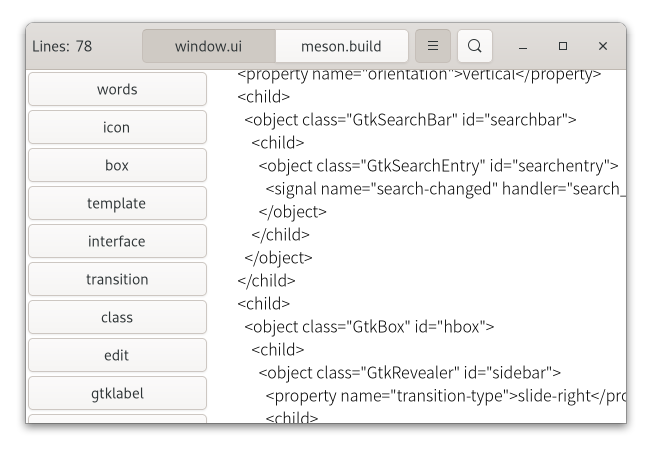 Lines: 78
window.ui
meson.build
words
icon
box
template
interface
transition
class
edit
gtklabel
<property name="orientation">vertical</property>
<child>
<object class="GtkSearchBar" id="searchbar">
<child>
<object class="GtkSearchEntry" id="searchentry">
<signal name="search-changed" handler="search_
</object>
</child>
</object>
</child>
<child>
<object class="GtkBox" id="hbox">
<child>
<object class="GtkRevealer" id="sidebar">
<property name="transition-type">slide-right</pro
<child>